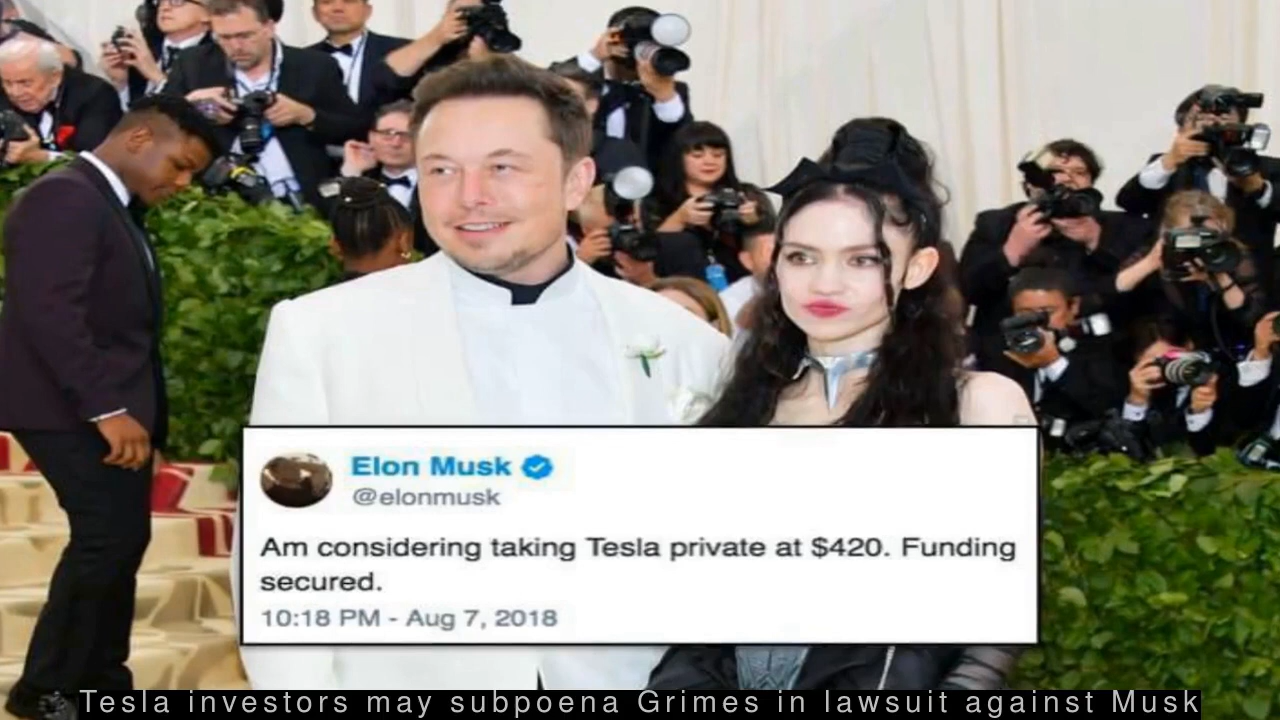 Elon Musk
@elonmusk
Am considering taking Tesla private at $420. Funding
secured.
10:18 PM - Aug 7, 2018
Tesla investors may subpoena Grimes in lawsuit against Musk